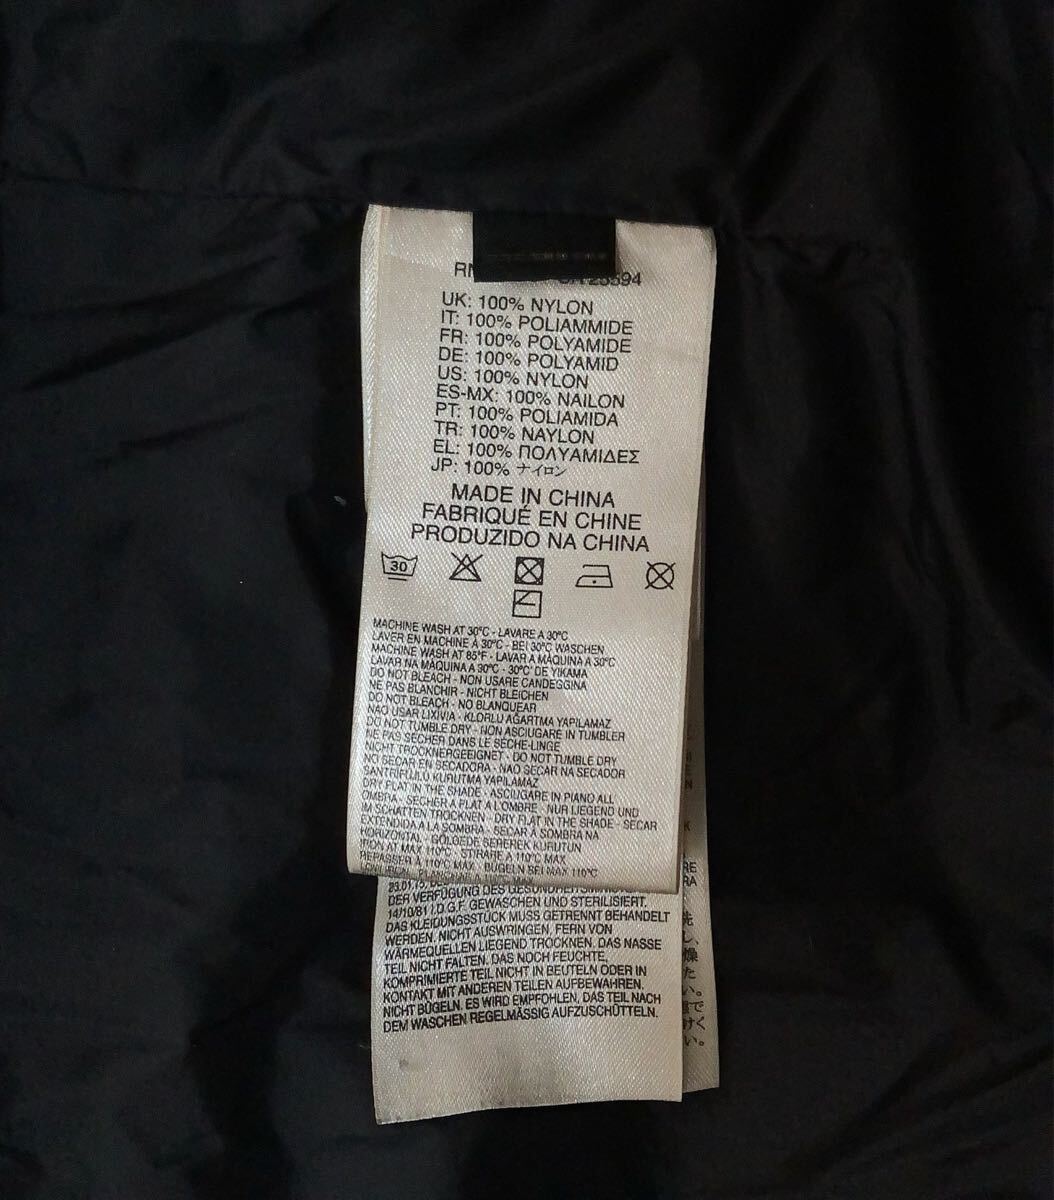 UK: 100% NYLON
IT: 100% POLIAMMIDE
FR: 100% POLYAMIDE
DE: 100% POLYAMID
US: 100% NYLON
ES-MX: 100% NAILON
PT: 100% POLIAMIDA
TR: 100% NAYLON
EL: 100% ΠΟΛΥΑΜΙΔΕΣ
JP: 100% ナイロン
MADE IN CHINA
FABRIQUÉ EN CHINE
PRODUZIDO NA CHINA
30
MACHINE WASH AT 30°C - LAVARE A 30°C
LAVER EN MACHINE À 30°C - BEI 30°C WASCHEN
MACHINE WASH AT 85°F - LAVAR A MÁQUINA A 30°C
LAVAR NA MÁQUINA A 30°C - 30°C' DE YIKAMA
DO NOT BLEACH - NON USARE CANDEGGINA
NE PAS BLANCHIR - NICHT BLEICHEN
DO NOT BLEACH - NO BLANQUEAR
NAO USAR LIXIVIA - KLORLU AĞARTMA YAPILAMAZ
DO NOT TUMBLE DRY - NON ASCIUGARE IN TUMBLER
NE PAS SÉCHER DANS LE SÈCHE-LINGE
NICHT TROCKNERGEEIGNET - DO NOT TUMBLE DRY
NO SECAR EN SECADORA - NAO SECAR NA SECADOR
SANTRIFUJLU KURUTMA YAPILAMAZ
DRY FLAT IN THE SHADE - ASCIUGARE IN PIANO ALL
OMBRA - SÉCHER A PLAT A L'OMBRE - NUR LIEGEND UND
IM SCHATTEN TROCKNEN - DRY FLAT IN THE SHADE - SECAR
EXTENDIDA A LA SOMBRA - SECAR À SOMBRA NA
HORIZONTAL - GÖLGEDE SEREREK KURUTUN
IRON AT MAX 110°C - STIRARE A 110°C MAX
REPASSER À 110°C MAX - BÜGELN BEI MAX 110°C
DER VERFÜGUNG DES
14/10/81 I.D.G.F. GEWASCHEN UND STERILISIERT.
DAS KLEIDUNGSSTÜCK MUSS GETRENNT BEHANDELT
WERDEN. NICHT AUSWRINGEN, FERN VON
WÄRMEQUELLEN LIEGEND TROCKNEN. DAS NASSE
TEIL NICHT FALTEN. DAS NOCH FEUCHTE,
KOMPRIMIERTE TEIL NICHT IN BEUTELN ODER IN
KONTAKT MIT ANDEREN TEILEN AUFBEWAHREN.
NICHT BÜGELN. ES WIRD EMPFOHLEN, DAS TEIL NACH
DEM WASCHEN REGELMÄSSIG AUFZUSCHÜTTELN.